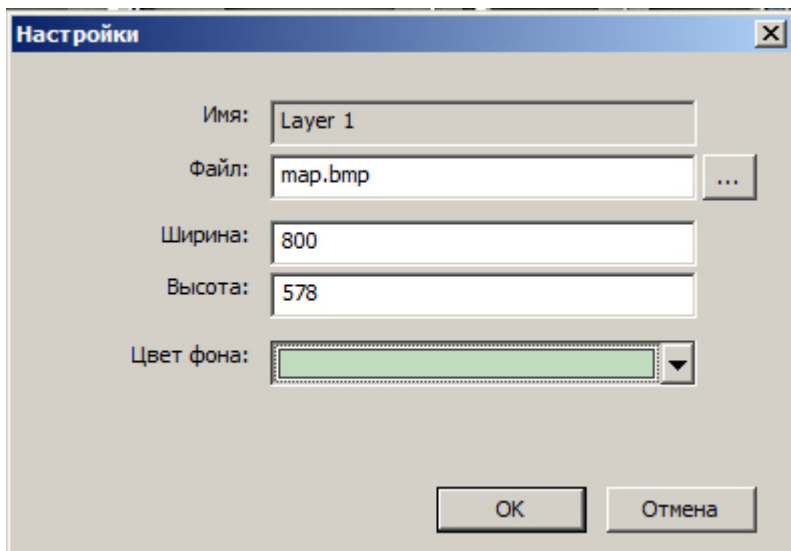 Настройки
Имя: Layer 1
Файл: map.bmp ...
Ширина: 800
Высота: 578
Цвет фона:
OK Отмена